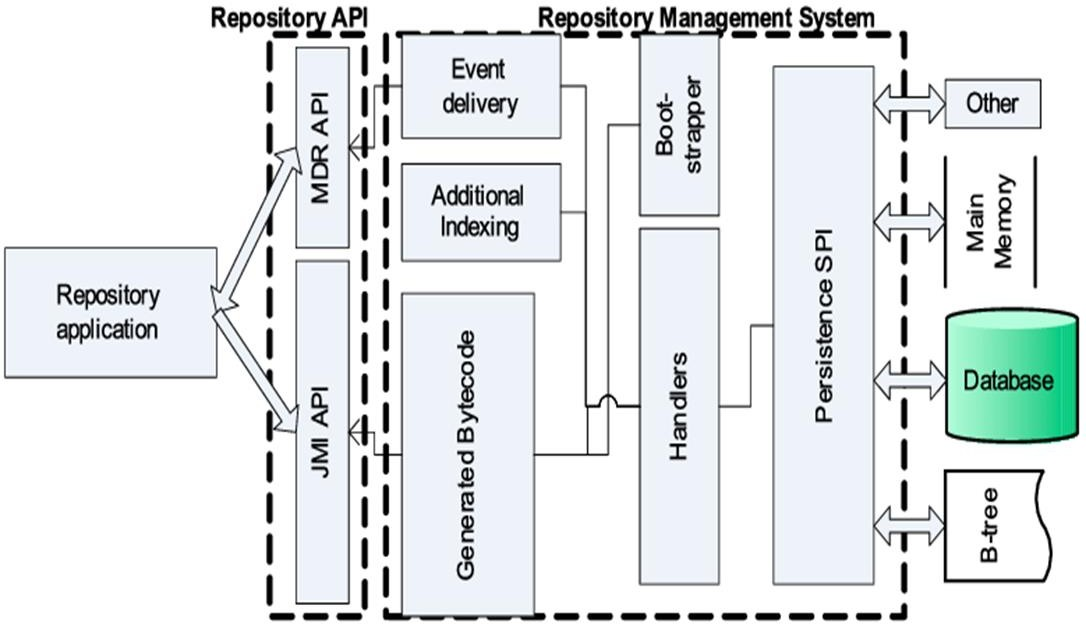 Repository API
Repository Management System
Repository
application
MDR API
JMI API
Event
delivery
Additional
Indexing
Generated Bytecode
Boot-
strapper
Handlers
Persistence SPI
Other
Main
Memory
Database
B-tree